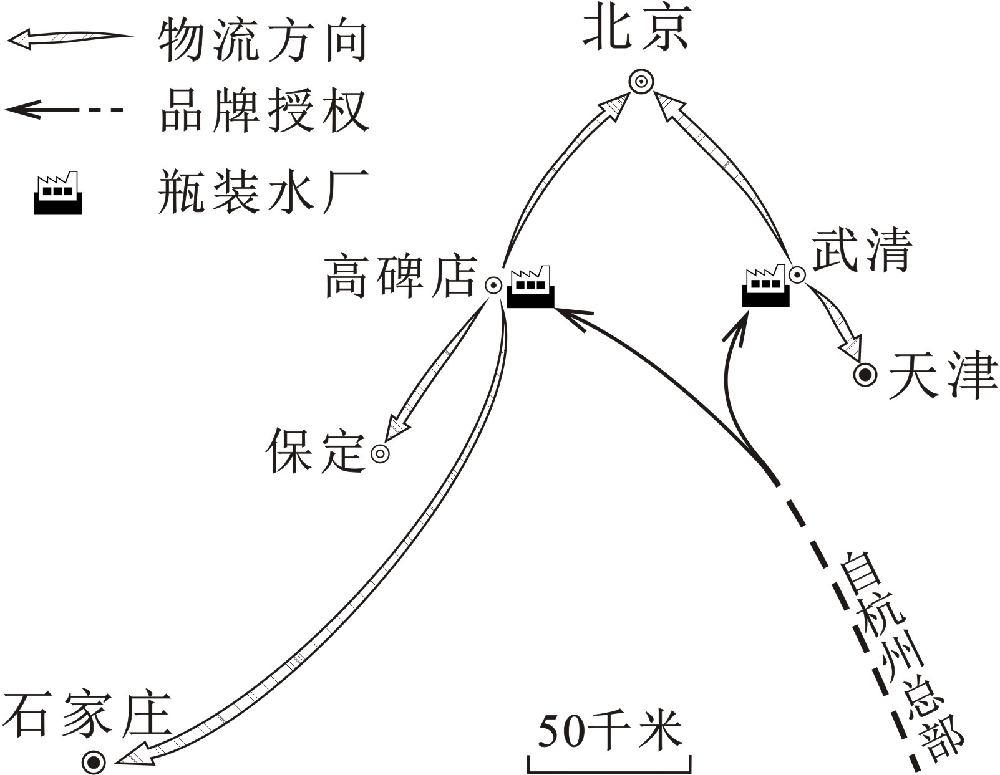 物流方向
品牌授权
瓶装水厂
北京
高碑店
武清
天津
保定
石家庄
50千米
自杭州总部